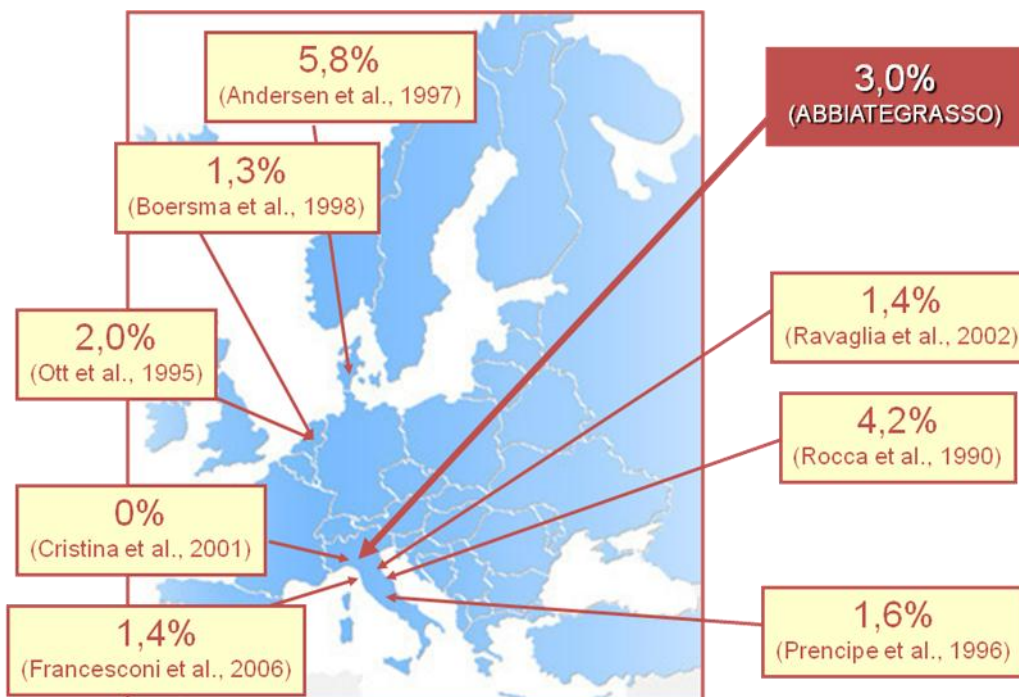 5,8%
(Andersen et al., 1997)
3,0%
(ABBIATEGRASSO)
1,3%
(Boersma et al., 1998)
2,0%
(Ott et al., 1995)
1,4%
(Ravaglia et al., 2002)
4,2%
(Rocca et al., 1990)
0%
(Cristina et al., 2001)
1,4%
(Francesconi et al., 2006)
1,6%
(Prencipe et al., 1996)